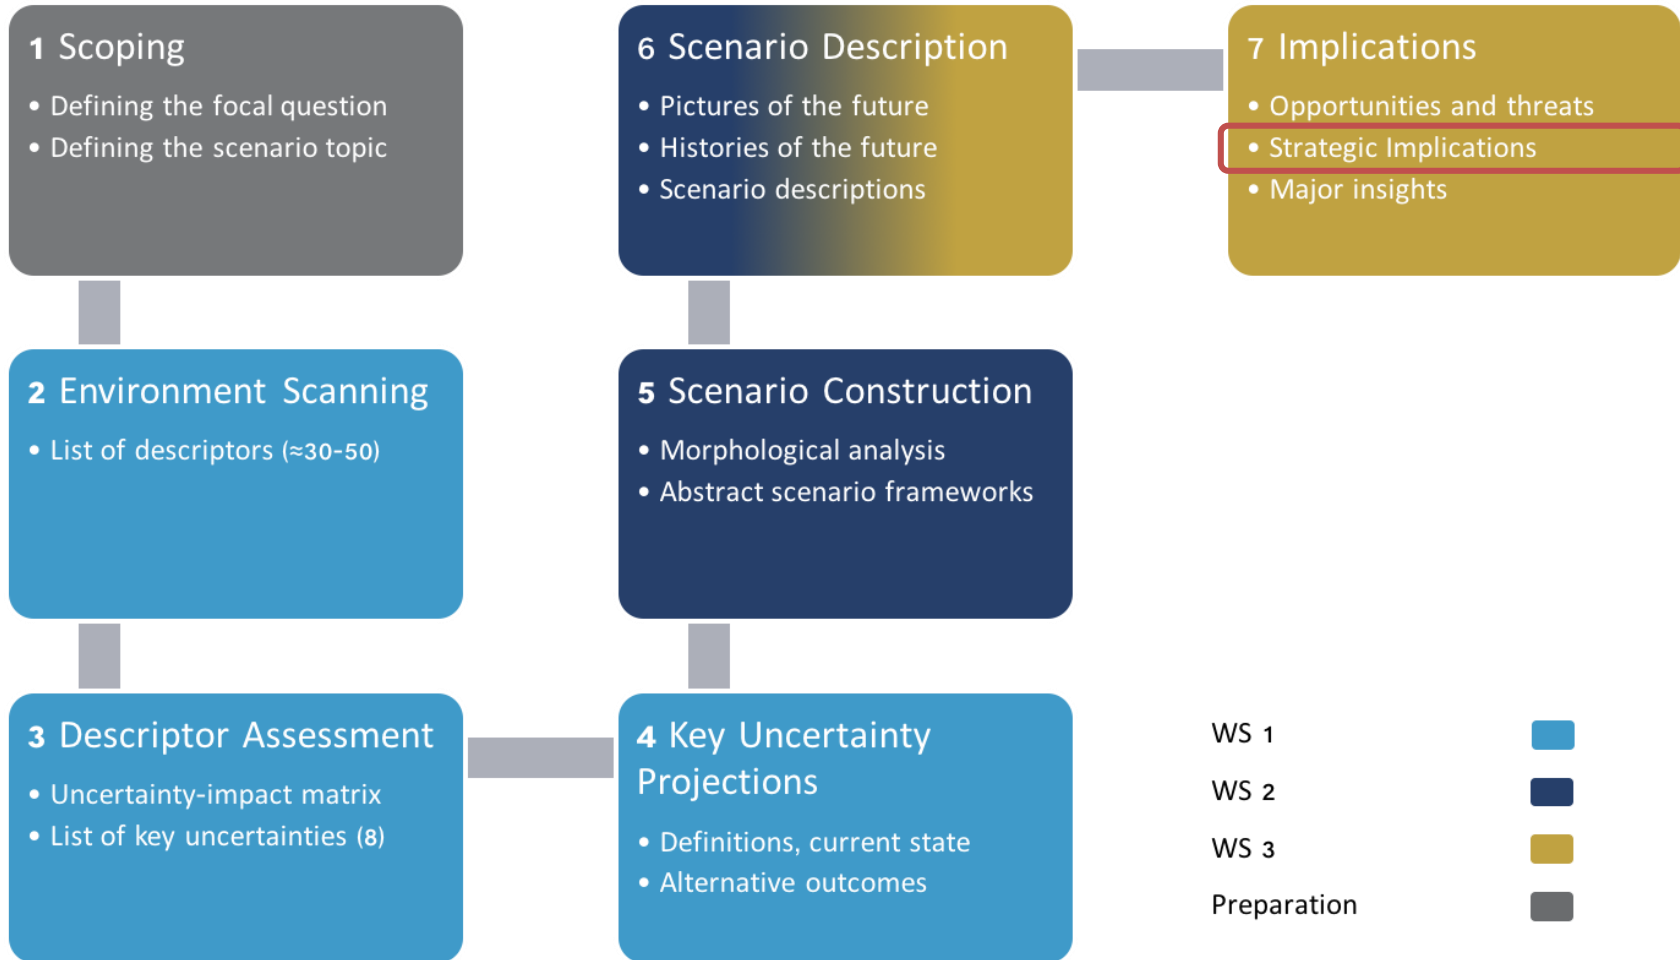 1 Scoping
• Defining the focal question
• Defining the scenario topic
2 Environment Scanning
• List of descriptors (≈30-50)
3 Descriptor Assessment
• Uncertainty-impact matrix
• List of key uncertainties (8)
4 Key Uncertainty
Projections
• Definitions, current state
• Alternative outcomes
5 Scenario Construction
• Morphological analysis
• Abstract scenario frameworks
6 Scenario Description
• Pictures of the future
• Histories of the future
• Scenario descriptions
7 Implications
• Opportunities and threats
• Strategic Implications
• Major insights
WS 1
WS 2
WS 3
Preparation